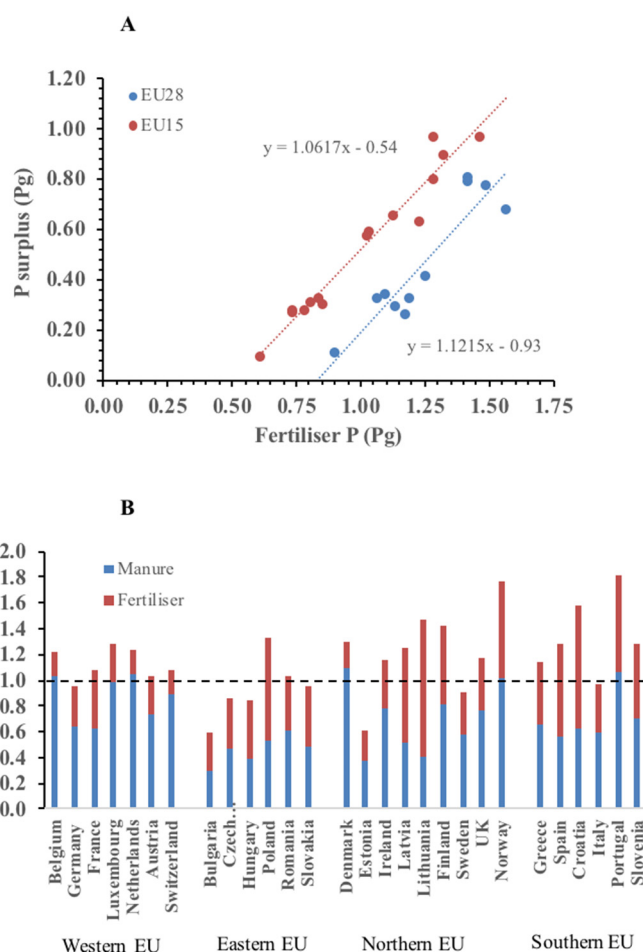 A
1.20
EU28
EU15
1.00
y = 1.0617x - 0.54
0.80
P surplus (Pg)
0.60
0.40
y = 1.1215x - 0.93
0.20
0.00
0.00 0.25 0.50 0.75 1.00 1.25 1.50 1.75
Fertiliser P (Pg)
B
2.0
Manure
1.8
Fertiliser
1.6
1.4
1.2
1.0
0.8
0.6
0.4
0.2
0.0
Belgium
Germany
France
Luxembourg
Netherlands
Austria
Switzerland
Bulgaria
Czech…
Hungary
Poland
Romania
Slovakia
Denmark
Estonia
Ireland
Latvia
Lithuania
Finland
Sweden
UK
Norway
Greece
Spain
Croatia
Italy
Portugal
Slovenia
Western EU Eastern EU Northern EU Southern EU